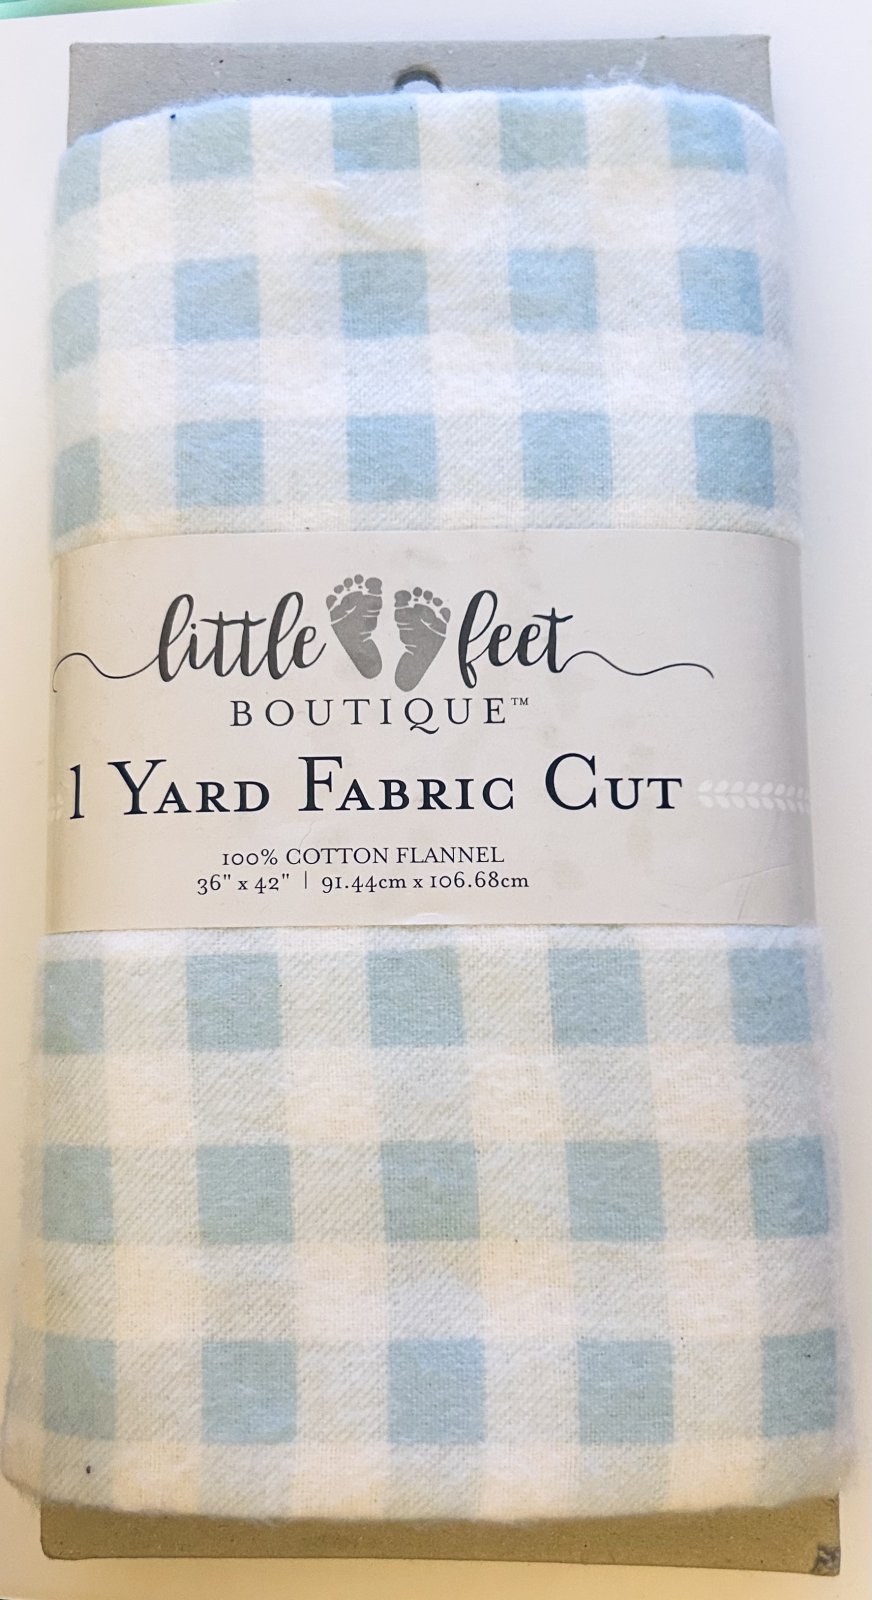 little feet
BOUTIQUE™
1 YARD FABRIC CUT
100% COTTON FLANNEL
36" x 42" | 91.44cm x 106.68cm